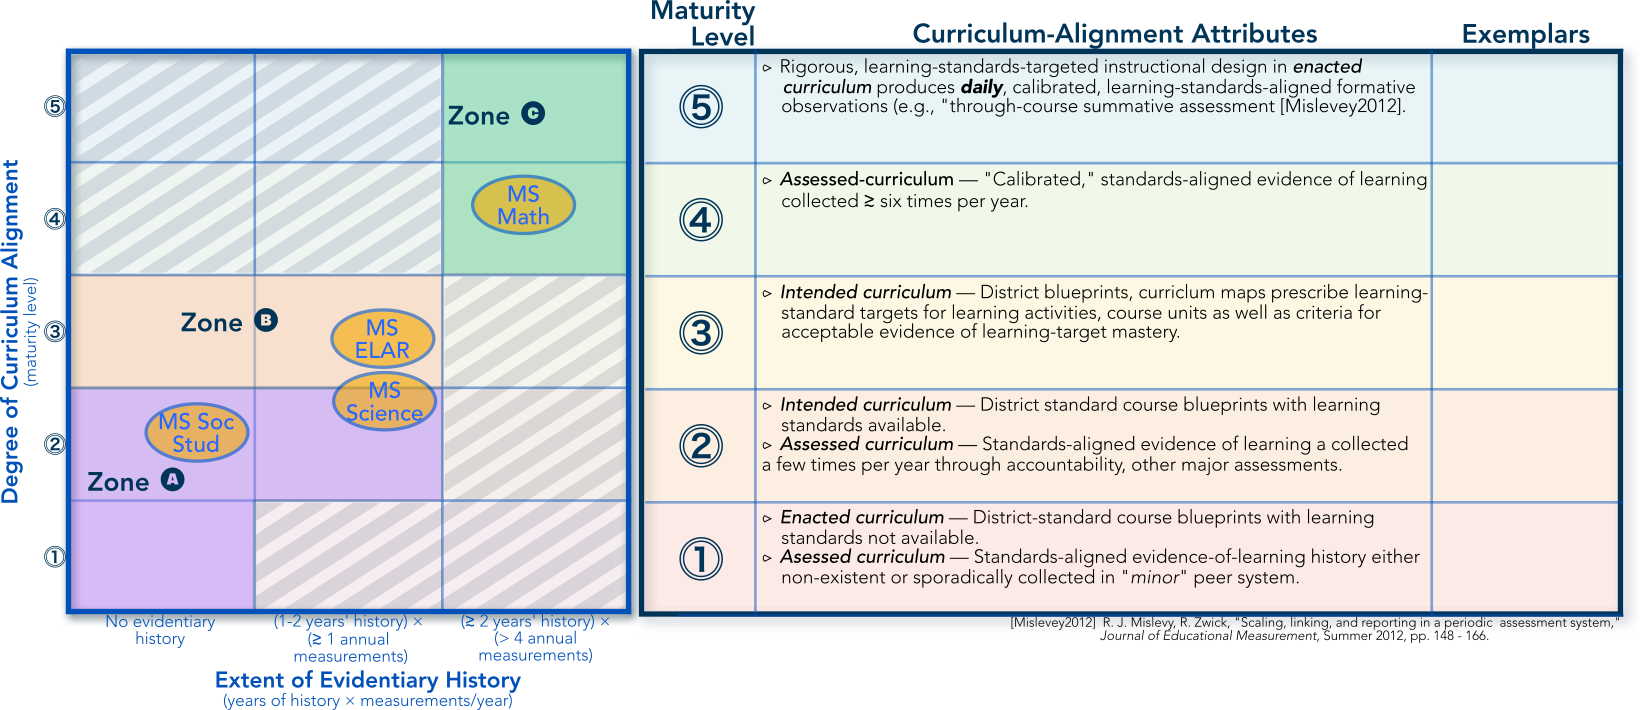 Maturity
Level
Curriculum-Alignment Attributes
Exemplars
Degree of Curriculum Alignment
(maturity level)
⑤
④
③
②
①
Zone C
MS
Math
Zone B
MS
ELAR
MS
Science
MS Soc
Stud
Zone A
No evidentiary
history
(1-2 years' history) ×
(≥ 1 annual
measurements)
(≥ 2 years' history) ×
(> 4 annual
measurements)
Extent of Evidentiary History
(years of history × measurements/year)
⑤
▹ Rigorous, learning-standards-targeted instructional design in enacted
curriculum produces daily, calibrated, learning-standards-aligned formative
observations (e.g., "through-course summative assessment [Mislevey2012].
④
▹ Assessed-curriculum — "Calibrated," standards-aligned evidence of learning
collected ≥ six times per year.
③
▹ Intended curriculum — District blueprints, curriclum maps prescribe learning-
standard targets for learning activities, course units as well as criteria for
acceptable evidence of learning-target mastery.
②
▹ Intended curriculum — District standard course blueprints with learning
standards available.
▹ Assessed curriculum — Standards-aligned evidence of learning a collected
a few times per year through accountability, other major assessments.
①
▹ Enacted curriculum — District-standard course blueprints with learning
standards not available.
▹ Asessed curriculum — Standards-aligned evidence-of-learning history either
non-existent or sporadically collected in "minor" peer system.
[Mislevey2012] R. J. Mislevy, R. Zwick, "Scaling, linking, and reporting in a periodic assessment system,"
Journal of Educational Measurement, Summer 2012, pp. 148 - 166.